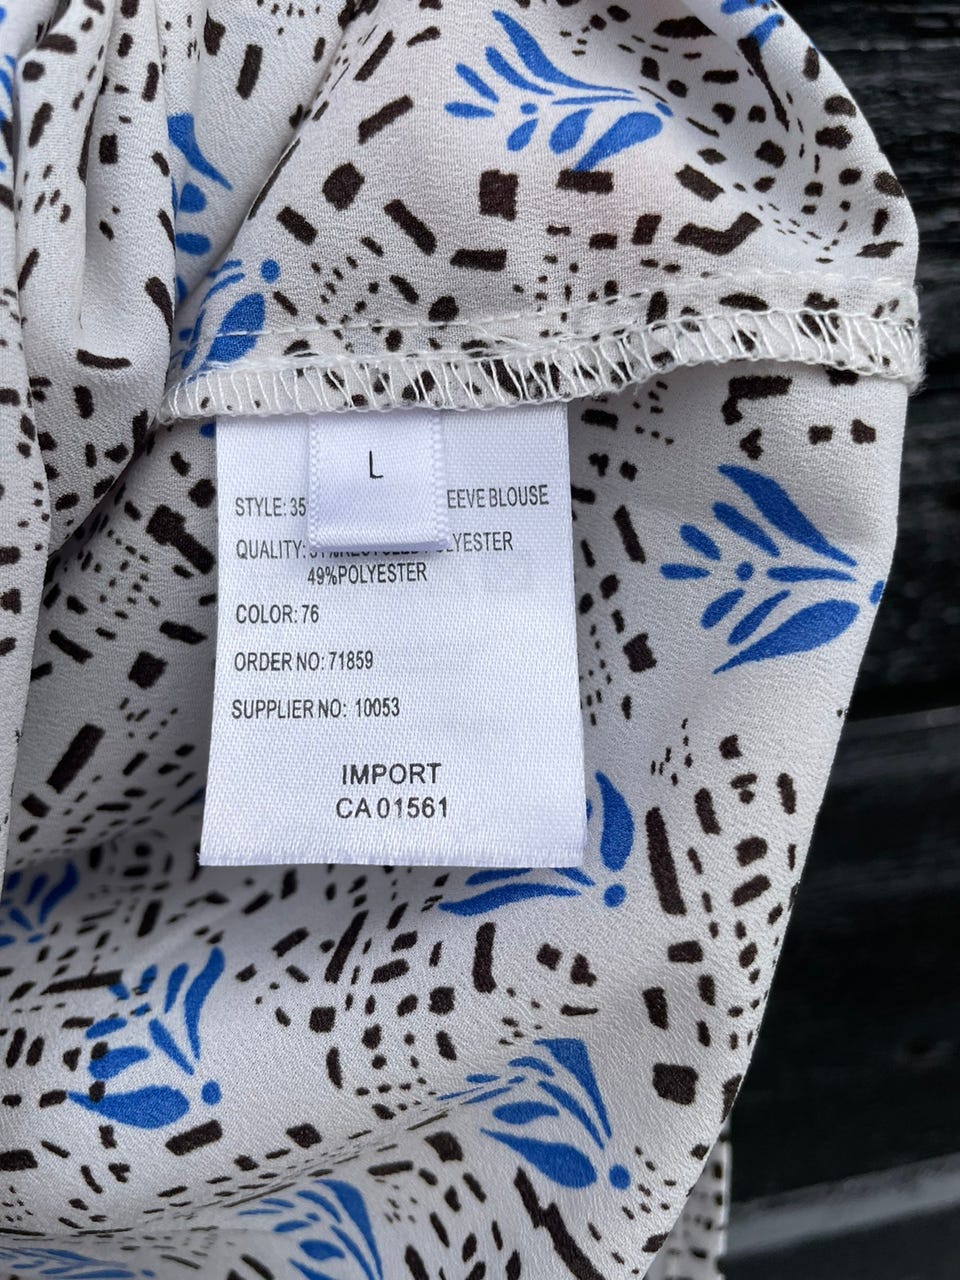 L
STYLE: 35 EEVE BLOUSE
QUALITY: %RECYCLED POLYESTER
49%POLYESTER
COLOR: 76
ORDER NO: 71859
SUPPLIER NO: 10053
IMPORT
CA 01561